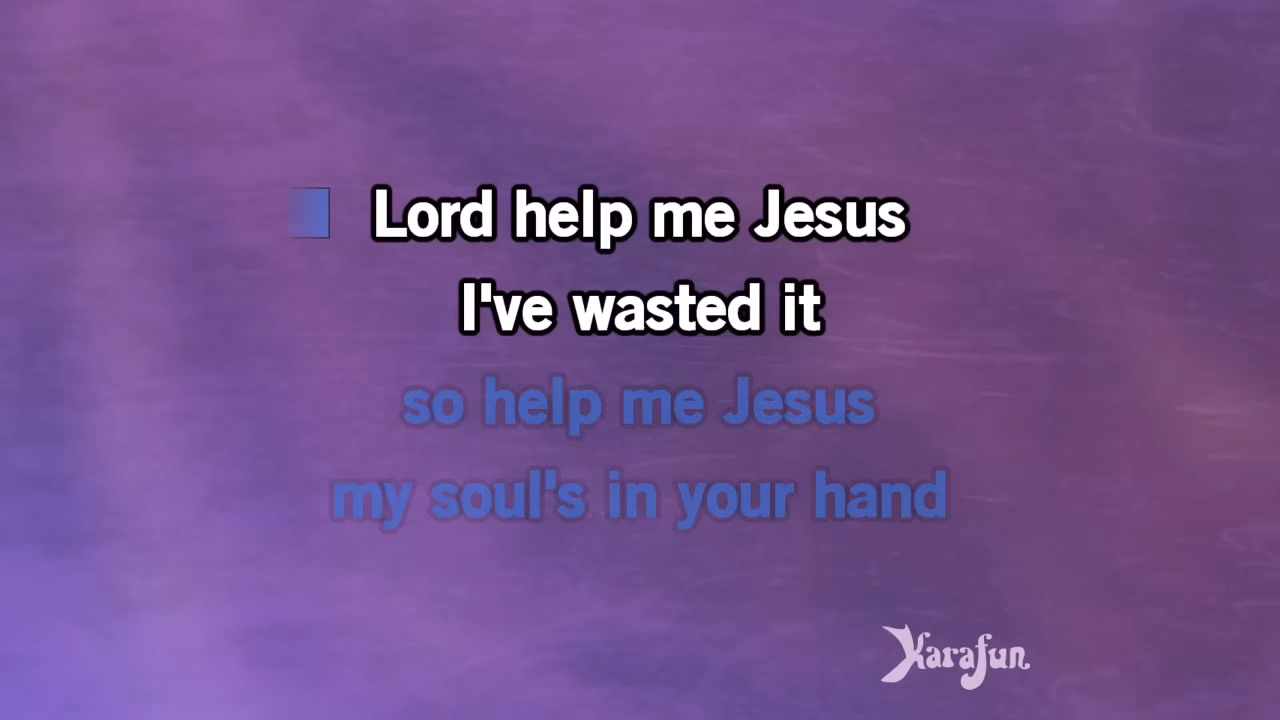 Lord help me Jesus
I've wasted it
so help me Jesus
my soul's in your hand
Karafun